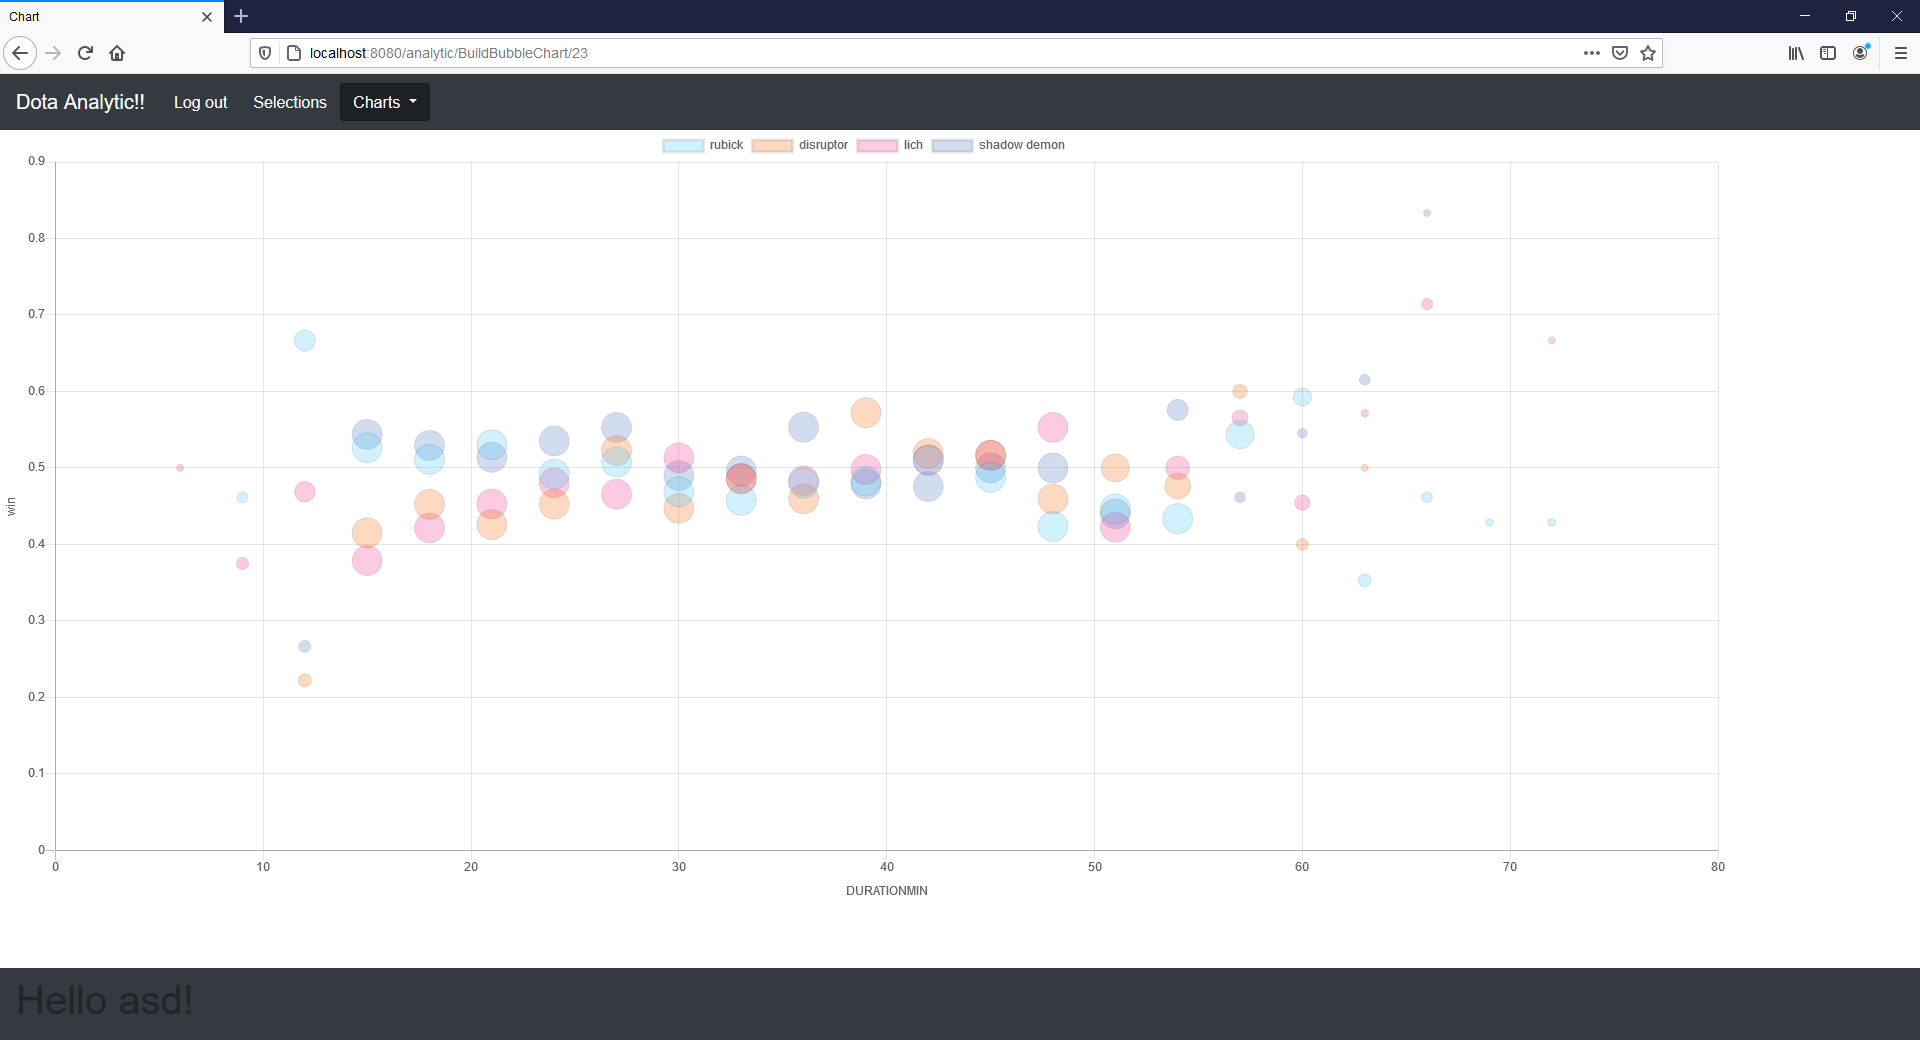 Chart
localhost:8080/analytic/BuildBubbleChart/23
Dota Analytic!! Log out Selections Charts
rubick disruptor lich shadow demon
0.9
0.8
0.7
0.6
0.5
0.4
0.3
0.2
0.1
0
win
0 10 20 30 40 50 60 70 80
DURATIONMIN
Hello asd!